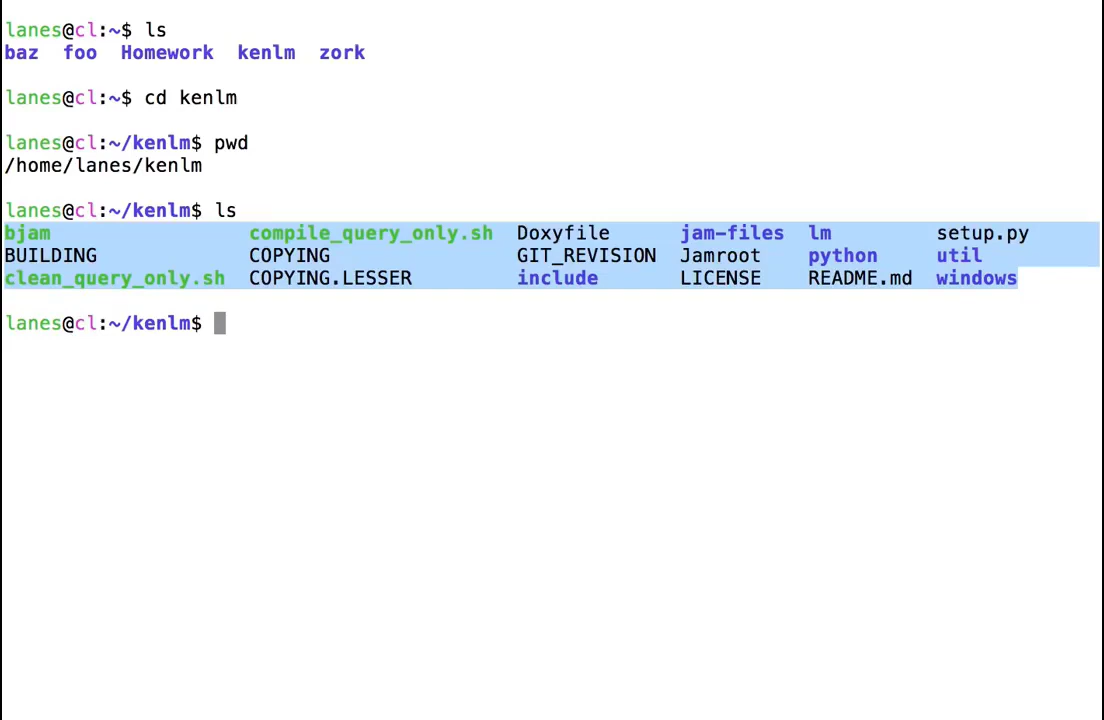 lanes@cl:~$ ls
baz  foo  Homework  kenlm  zork
lanes@cl:~$ cd kenlm
lanes@cl:~/kenlm$ pwd
/home/lanes/kenlm
lanes@cl:~/kenlm$ ls
bjam                 compile_query_only.sh  Doxyfile      jam-files  lm         setup.py
BUILDING             COPYING                GIT_REVISION  Jamroot    python     util
clean_query_only.sh  COPYING.LESSER         include       LICENSE    README.md  windows
lanes@cl:~/kenlm$